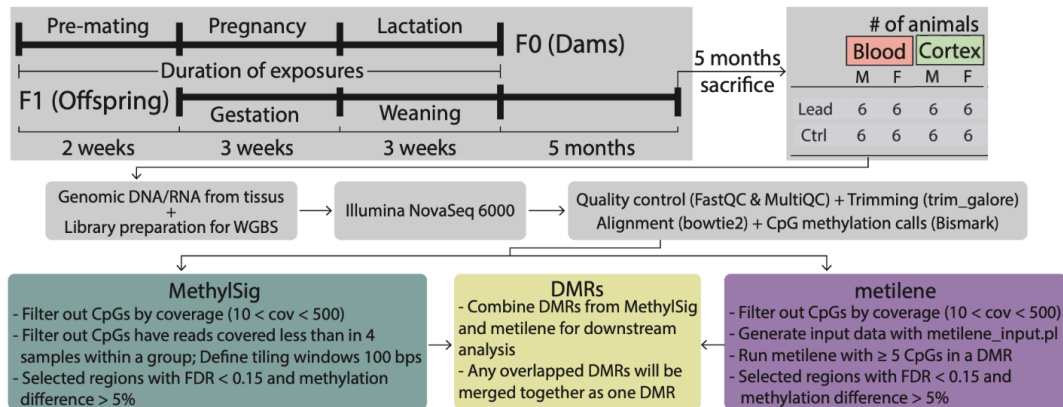 Pre-mating Pregnancy Lactation
F0 (Dams)
Duration of exposures
F1 (Offspring)
Gestation Weaning
2 weeks 3 weeks 3 weeks 5 months
5 months
sacrifice
# of animals
Blood Cortex
M F M F
Lead 6 6 6 6
Ctrl 6 6 6 6
Genomic DNA/RNA from tissus
+
Library preparation for WGBS
Illumina NovaSeq 6000
Quality control (FastQC & MultiQC) + Trimming (trim_galore)
Alignment (bowtie2) + CpG methylation calls (Bismark)
MethylSig
- Filter out CpGs by coverage (10 < cov < 500)
- Filter out CpGs have reads covered less than in 4
samples within a group; Define tiling windows 100 bps
- Selected regions with FDR < 0.15 and methylation
difference > 5%
DMRs
- Combine DMRs from MethylSig
and metilene for downstream
analysis
- Any overlapped DMRs will be
merged together as one DMR
metilene
- Filter out CpGs by coverage (10 < cov < 500)
- Generate input data with metilene_input.pl
- Run metilene with ≥ 5 CpGs in a DMR
- Selected regions with FDR < 0.15 and
methylation difference > 5%